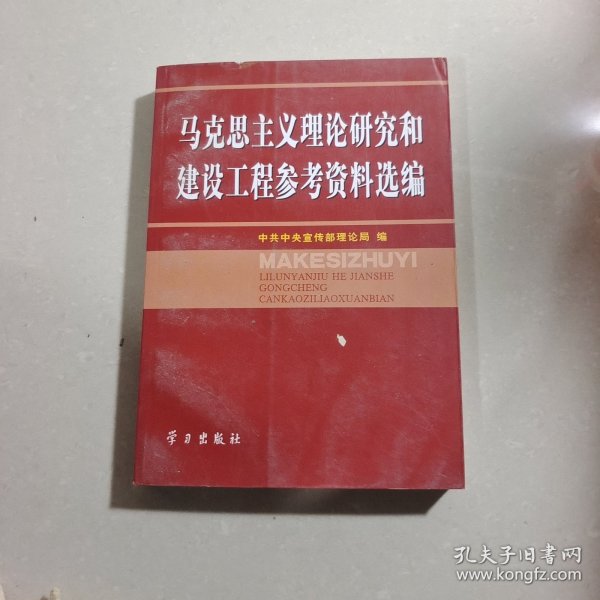 马克思主义理论研究和
建设工程参考资料选编
中共中央宣传部理论局 编
MAKESIZHUYI
LILUNYANJIU HE JIANSHE
GONGCHENG
CANKAOZILIAOXUANBIAN
学习出版社
孔夫子旧书网
www.kongfz.com